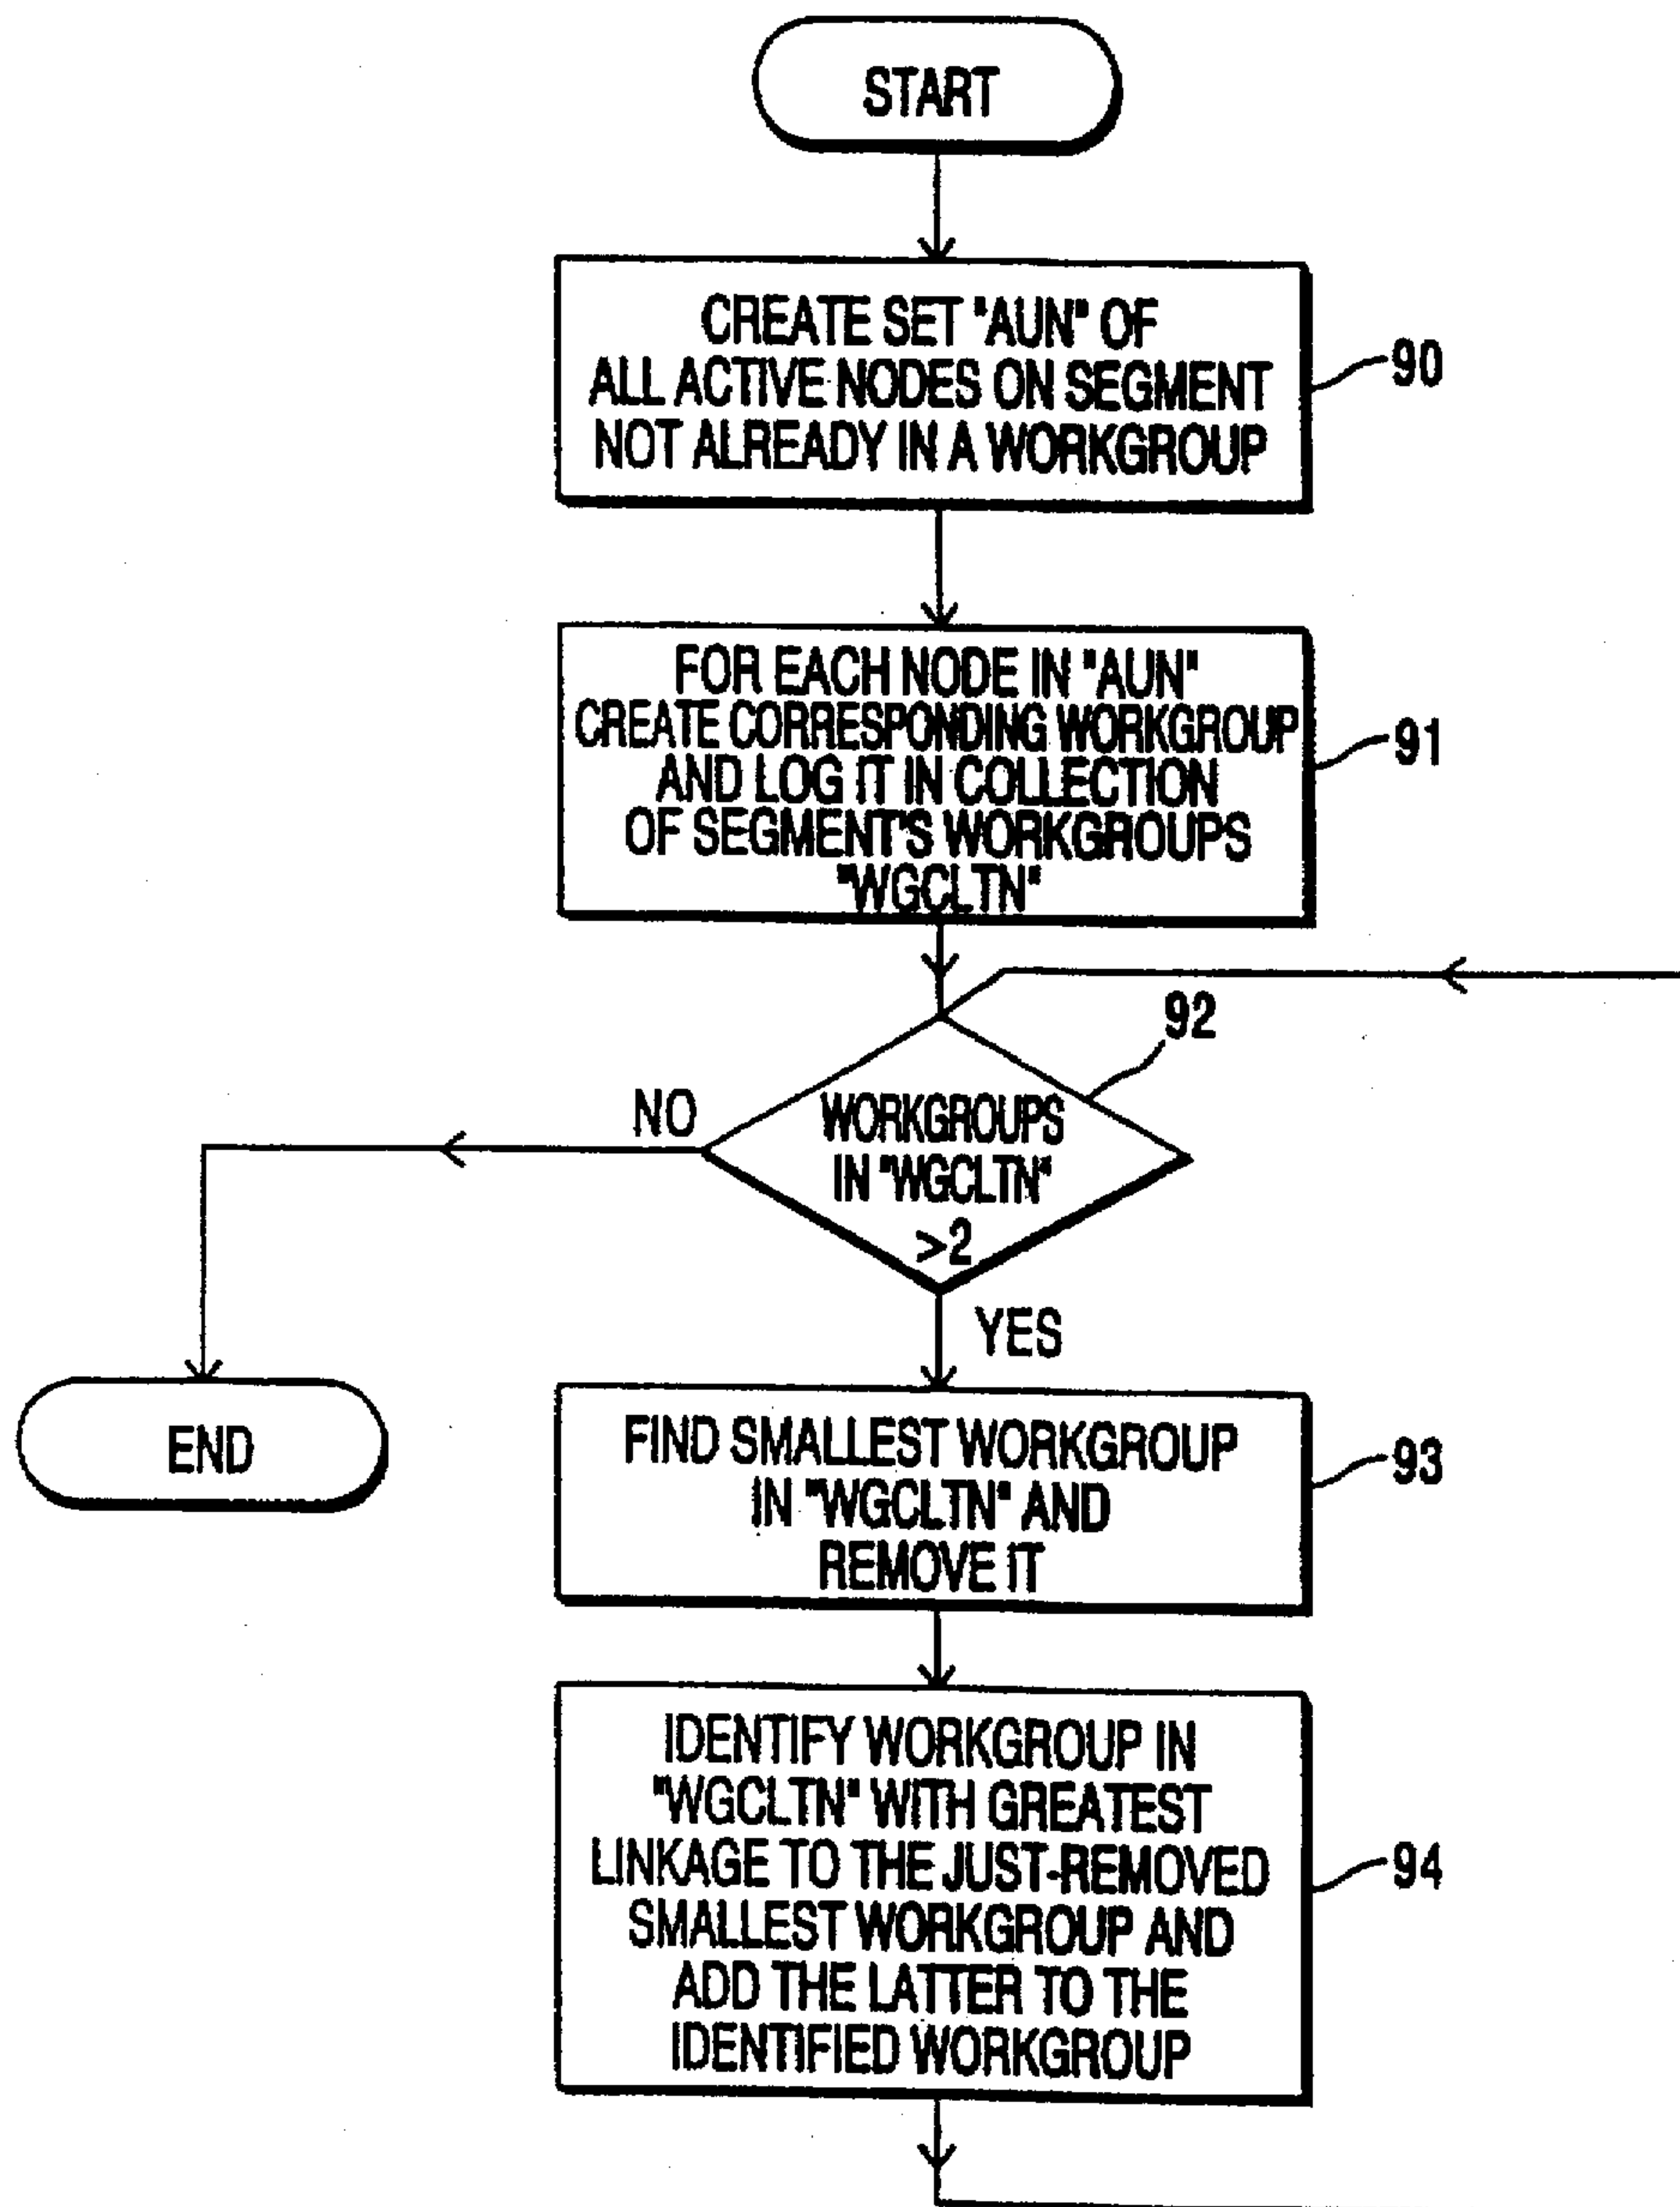 START
CREATE SET "AUN" OF
ALL ACTIVE NODES ON SEGMENT
NOT ALREADY IN A WORKGROUP
90
FOR EACH NODE IN "AUN"
CREATE CORRESPONDING WORKGROUP
AND LOG IT IN COLLECTION
OF SEGMENT'S WORKGROUPS
"WGCLTN"
91
92
NO
WORKGROUPS
IN "WGCLTN"
>2
YES
END
FIND SMALLEST WORKGROUP
IN "WGCLTN" AND
REMOVE IT
93
IDENTIFY WORKGROUP IN
"WGCLTN" WITH GREATEST
LINKAGE TO THE JUST-REMOVED
SMALLEST WORKGROUP AND
ADD THE LATTER TO THE
IDENTIFIED WORKGROUP
94